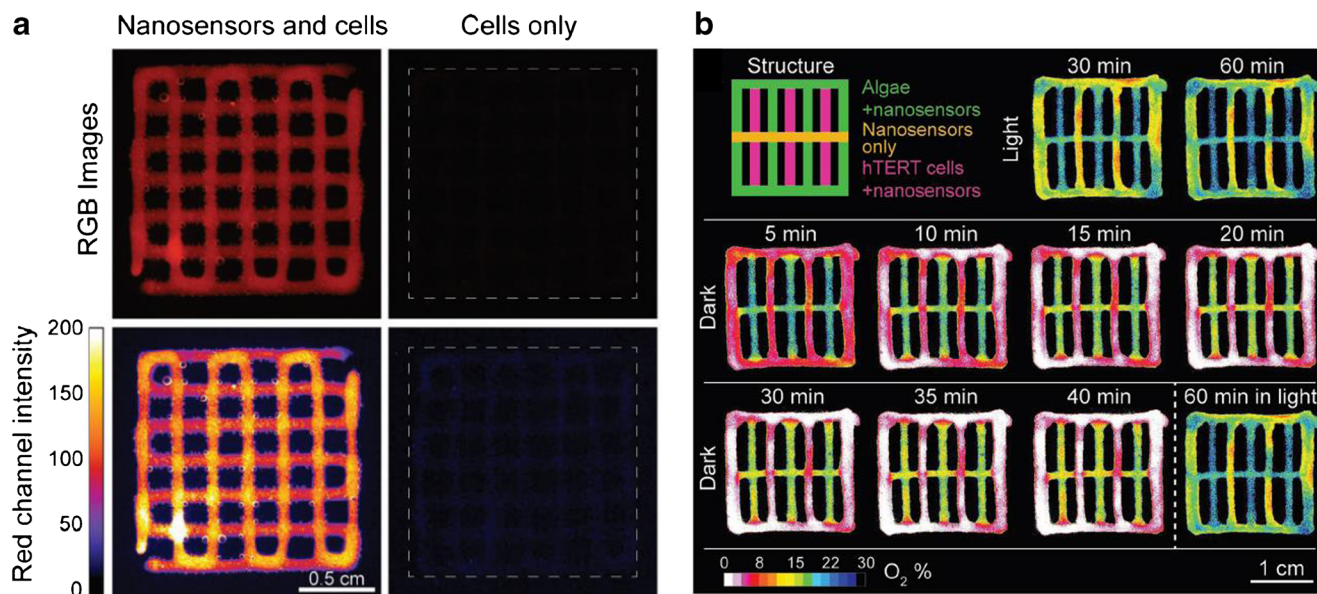 a
Nanosensors and cells
Cells only
RGB Images
Red channel intensity
200
150
100
50
0
0.5 cm
b
Structure
Algae
+nanosensors
Nanosensors
only
hTERT cells
+nanosensors
Light
30 min
60 min
Dark
5 min
10 min
15 min
20 min
Dark
30 min
35 min
40 min
60 min in light
0 8 15 22 30
O₂ %
1 cm